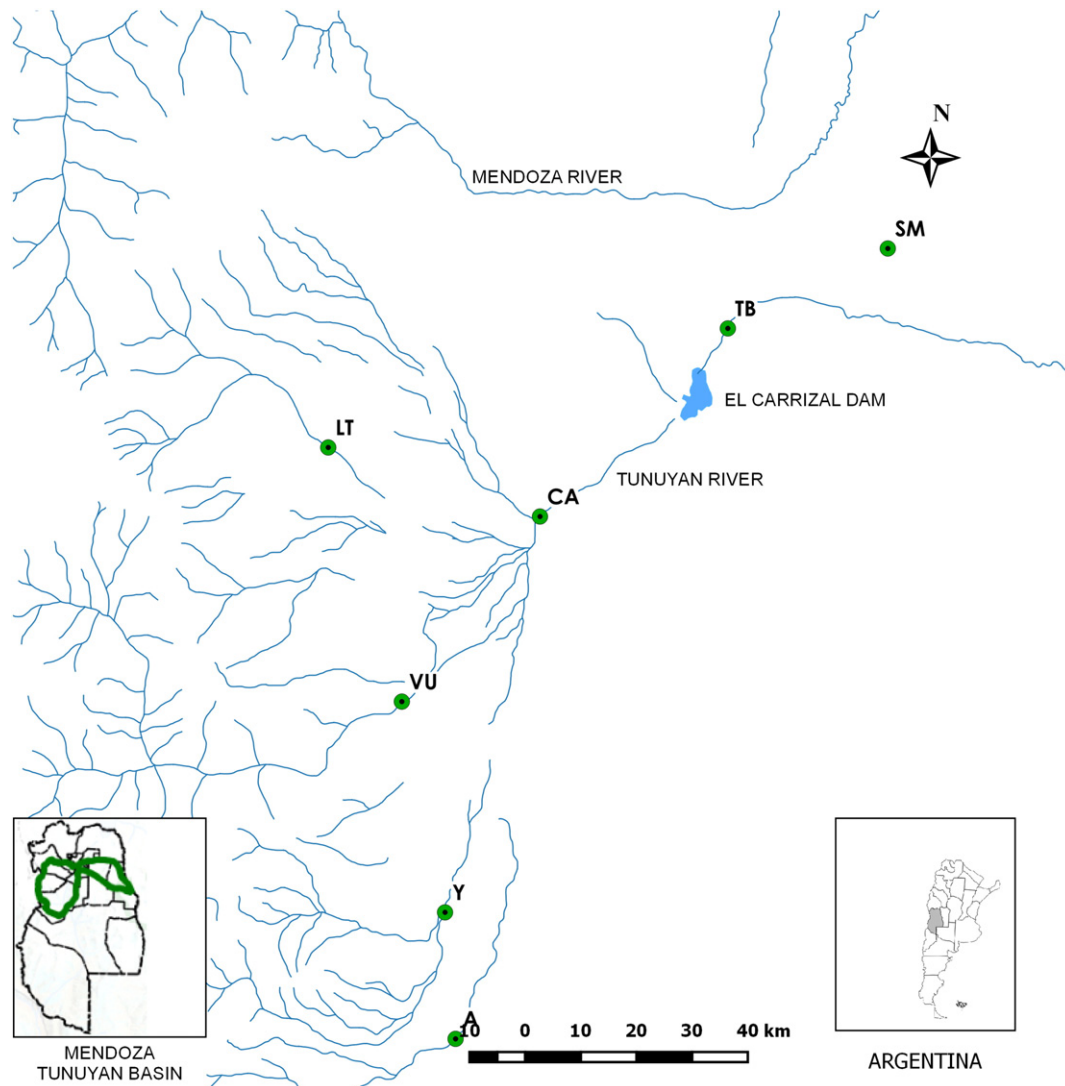 N
MENDOZA RIVER
SM
TB
EL CARRIZAL DAM
LT
TUNUYAN RIVER
CA
VU
Y
A
10 0 10 20 30 40 km
MENDOZA
TUNUYAN BASIN
ARGENTINA